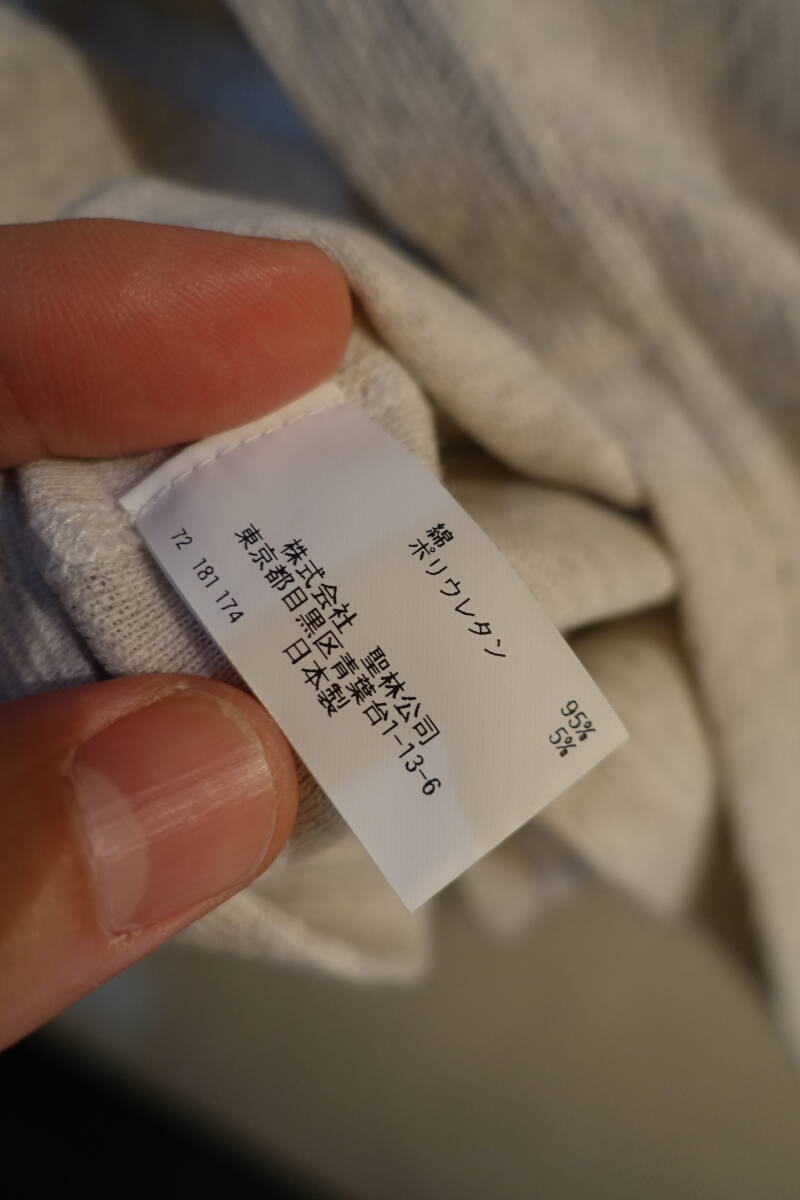 綿 95%
ポリウレタン 5%
株式会社 聖林公司
東京都目黒区青葉台1-13-6
日本製
72 181 174